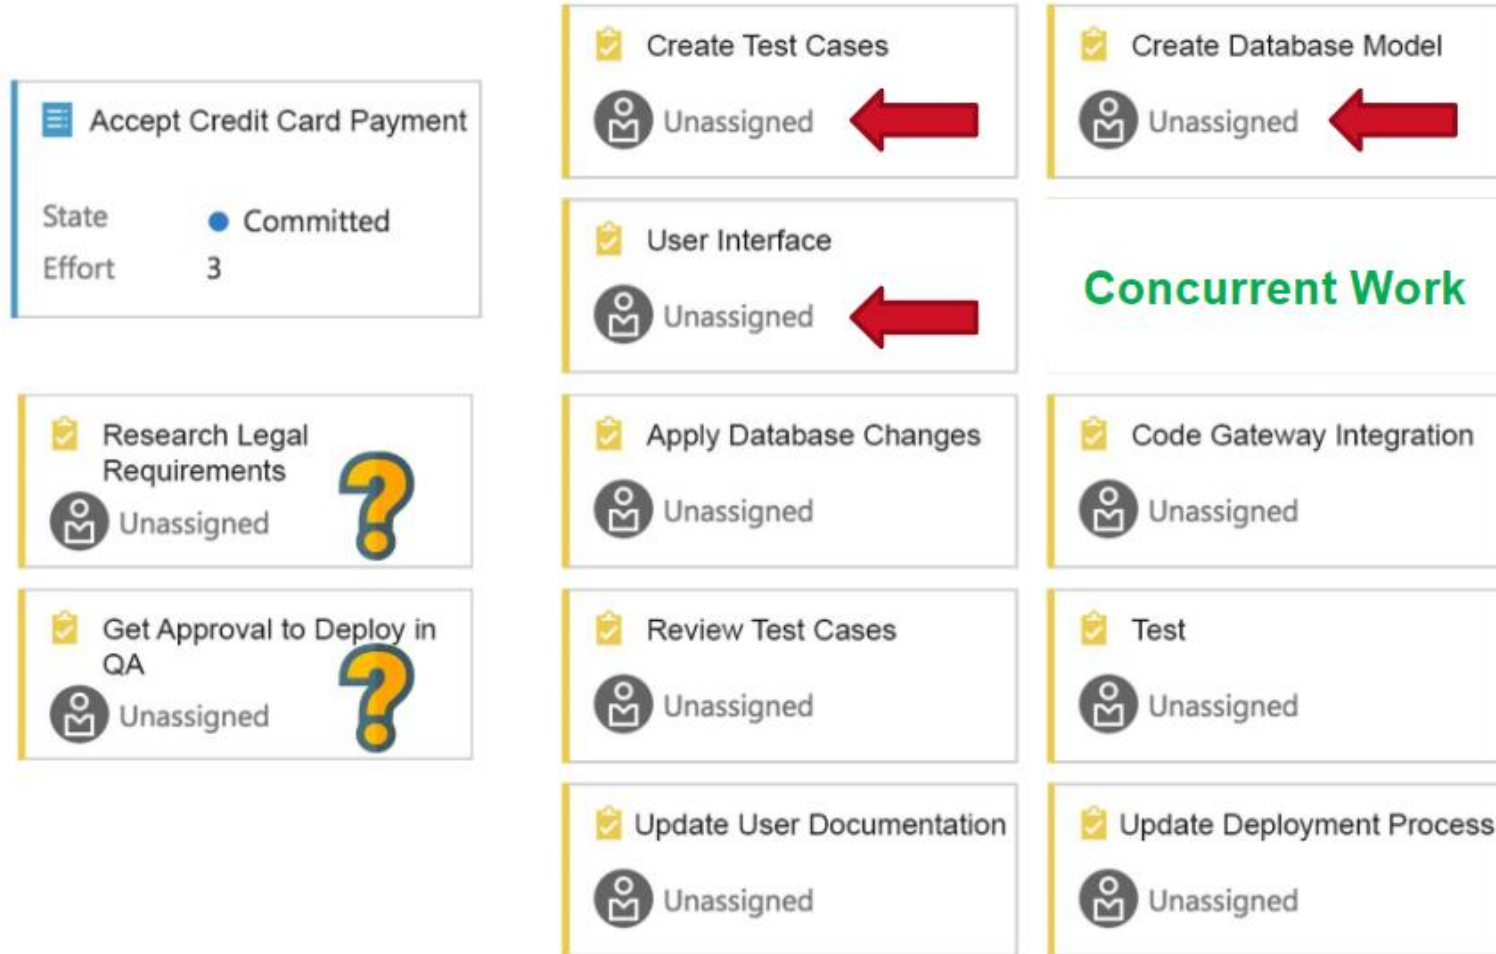 Accept Credit Card Payment
State Committed
Effort 3
Research Legal
Requirements
Unassigned
Get Approval to Deploy in
QA
Unassigned
Create Test Cases
Unassigned
Create Database Model
Unassigned
User Interface
Unassigned
Concurrent Work
Apply Database Changes
Unassigned
Code Gateway Integration
Unassigned
Review Test Cases
Unassigned
Test
Unassigned
Update User Documentation
Unassigned
Update Deployment Process
Unassigned